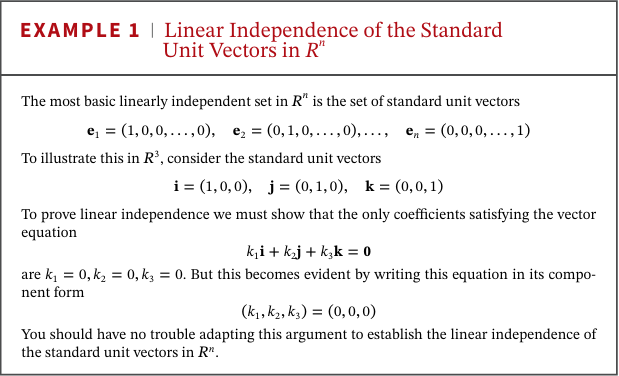 EXAMPLE 1 | Linear Independence of the Standard
Unit Vectors in Rⁿ
The most basic linearly independent set in Rⁿ is the set of standard unit vectors
e₁ = (1, 0, 0, . . . , 0), e₂ = (0, 1, 0, . . . , 0), . . . , eₙ = (0, 0, 0, . . . , 1)
To illustrate this in R³, consider the standard unit vectors
i = (1, 0, 0), j = (0, 1, 0), k = (0, 0, 1)
To prove linear independence we must show that the only coefficients satisfying the vector
equation
k₁i + k₂j + k₃k = 0
are k₁ = 0, k₂ = 0, k₃ = 0. But this becomes evident by writing this equation in its compo-
nent form
(k₁, k₂, k₃) = (0, 0, 0)
You should have no trouble adapting this argument to establish the linear independence of
the standard unit vectors in Rⁿ.